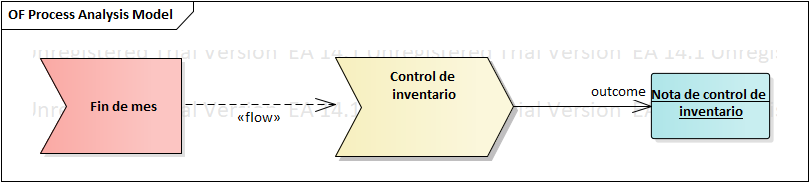 OF Process Analysis Model
Unregistered Trial Version EA 14.1 Unregis
Fin de mes
«flow»
Control de
inventario
outcome
Nota de control de
inventario
Unregistered Trial Version EA 14.1 Unregis